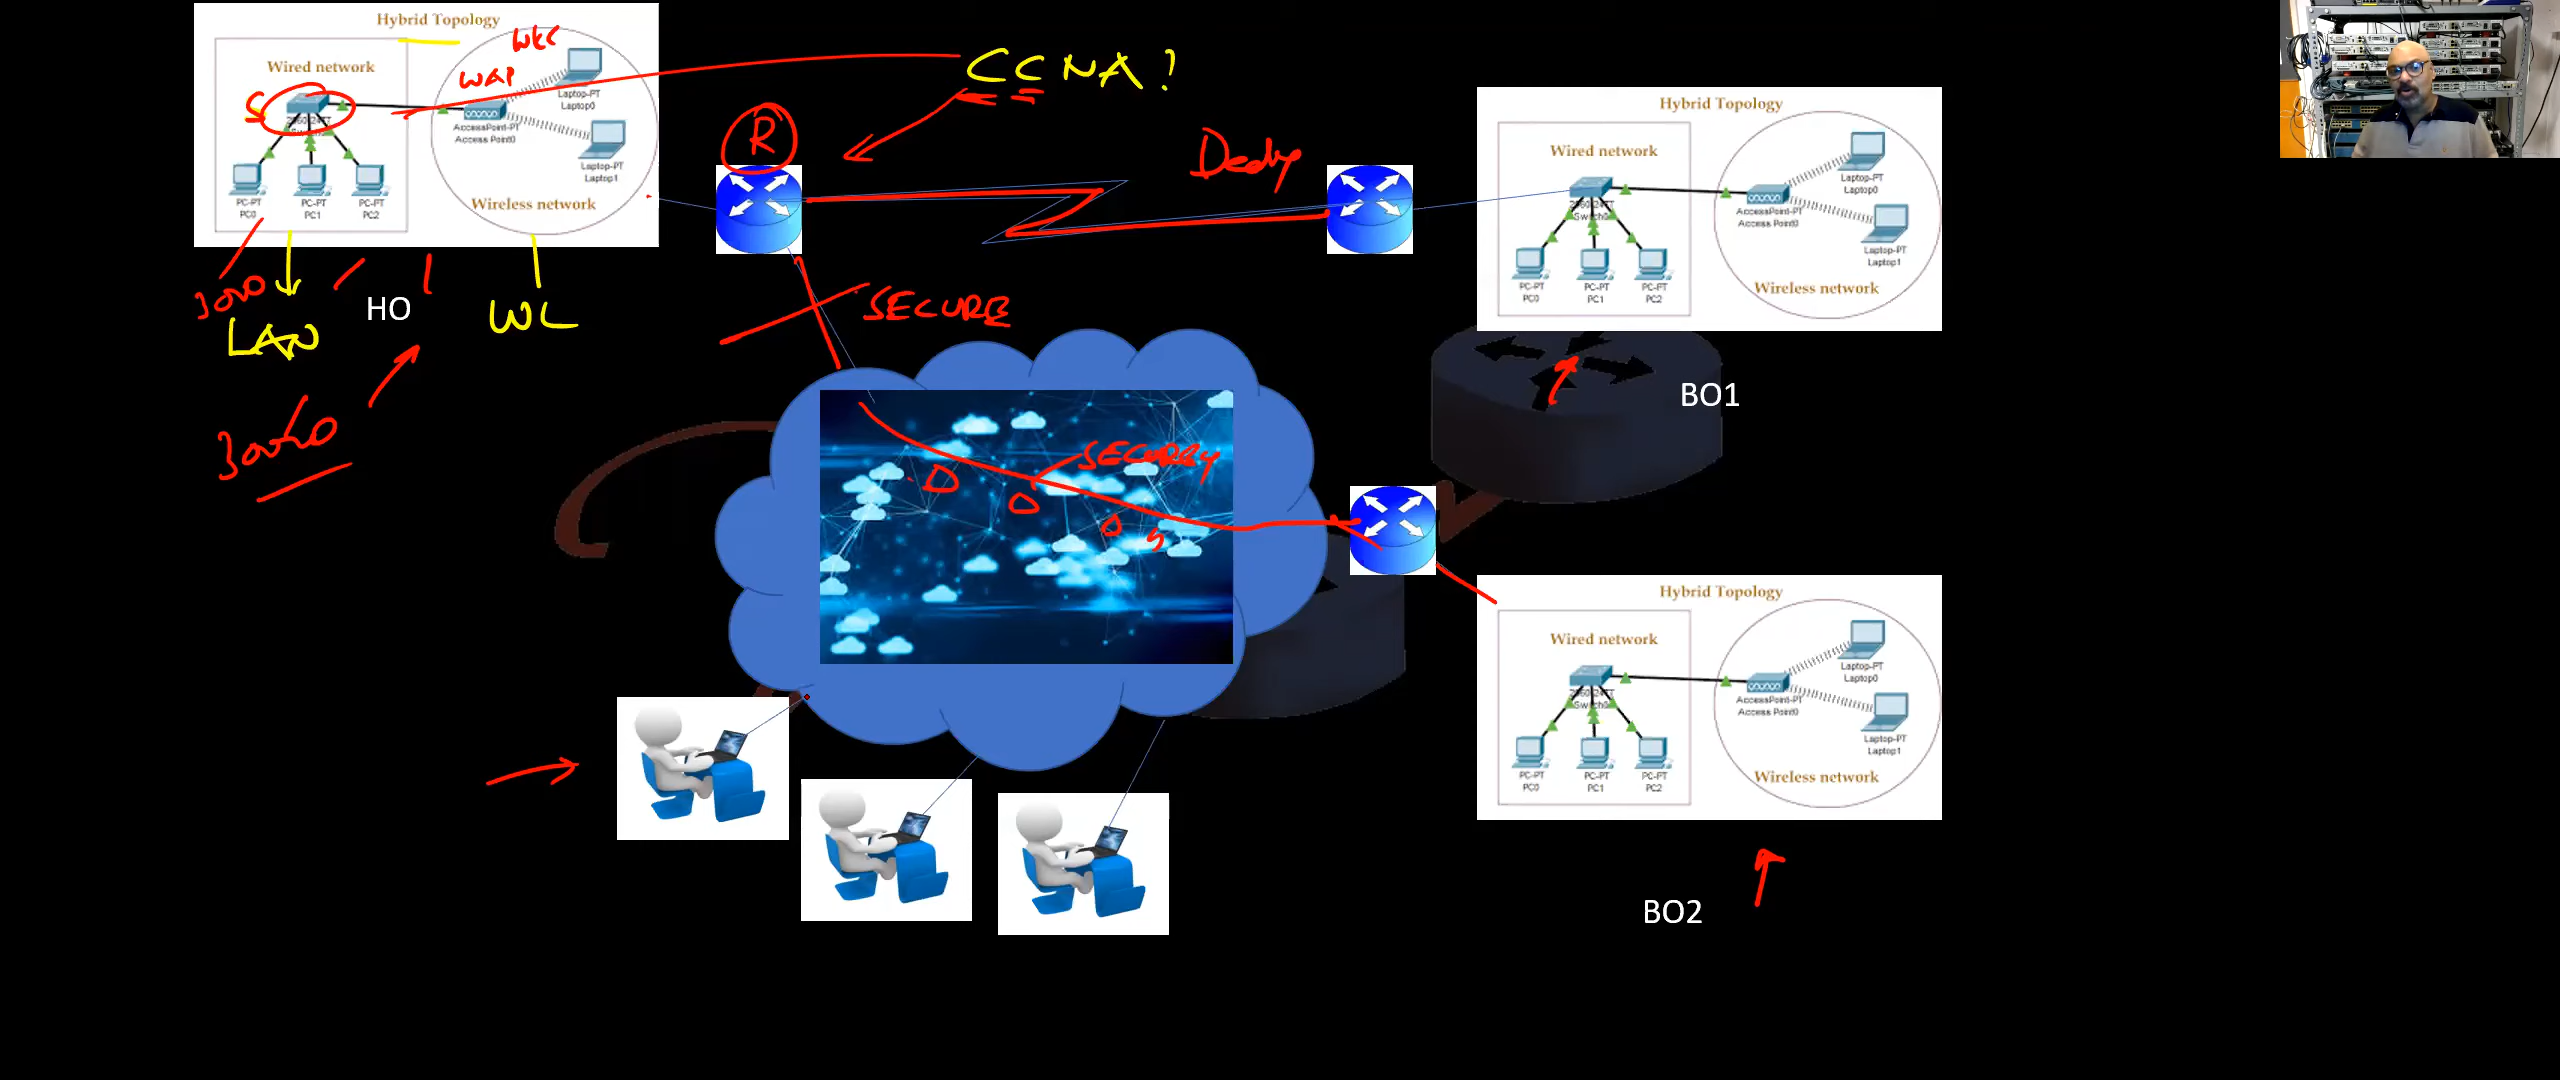 Hybrid Topology
Wired network
WLC
WAP
S
Switch0
Laptop-PT
Laptop0
AccessPoint-PT
Access Point0
Laptop-PT
Laptop1
PC-PT
PC0
PC-PT
PC1
PC-PT
PC2
Wireless network
HO
LAN
WL
CCNA?
R
SECURE
Hybrid Topology
Wired network
Laptop-PT
Laptop0
Switch0
AccessPoint-PT
Access Point0
Laptop-PT
Laptop1
PC-PT
PC0
PC-PT
PC1
PC-PT
PC2
Wireless network
BO1
Hybrid Topology
Wired network
Laptop-PT
Laptop0
Switch0
AccessPoint-PT
Access Point0
Laptop-PT
Laptop1
PC-PT
PC0
PC-PT
PC1
PC-PT
PC2
Wireless network
BO2